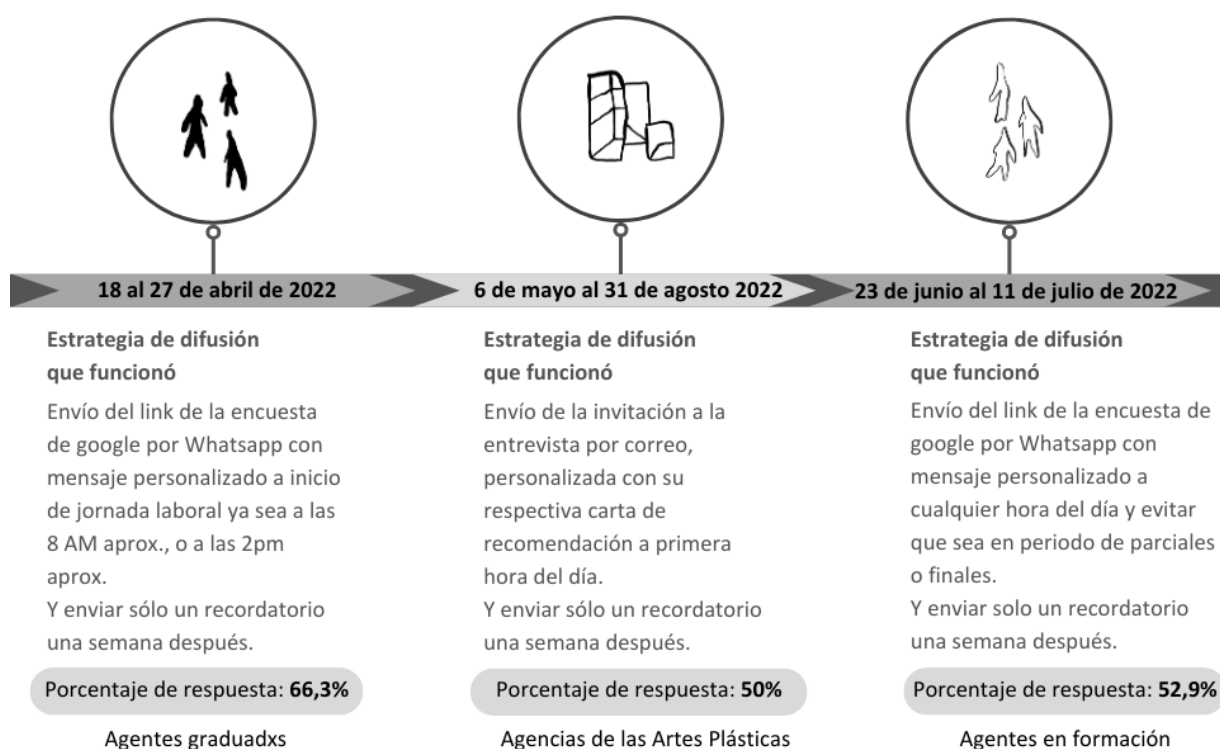 18 al 27 de abril de 2022
Estrategia de difusión
que funcionó
Envío del link de la encuesta
de google por Whatsapp con
mensaje personalizado a inicio
de jornada laboral ya sea a las
8 AM aprox., o a las 2pm
aprox.
Y enviar sólo un recordatorio
una semana después.
Porcentaje de respuesta: 66,3%
Agentes graduadxs
6 de mayo al 31 de agosto 2022
Estrategia de difusión
que funcionó
Envío de la invitación a la
entrevista por correo,
personalizada con su
respectiva carta de
recomendación a primera
hora del día.
Y enviar sólo un recordatorio
una semana después.
Porcentaje de respuesta: 50%
Agencias de las Artes Plásticas
23 de junio al 11 de julio de 2022
Estrategia de difusión
que funcionó
Envío del link de la encuesta de
google por Whatsapp con
mensaje personalizado a
cualquier hora del día y evitar
que sea en periodo de parciales
o finales.
Y enviar solo un recordatorio
una semana después.
Porcentaje de respuesta: 52,9%
Agentes en formación